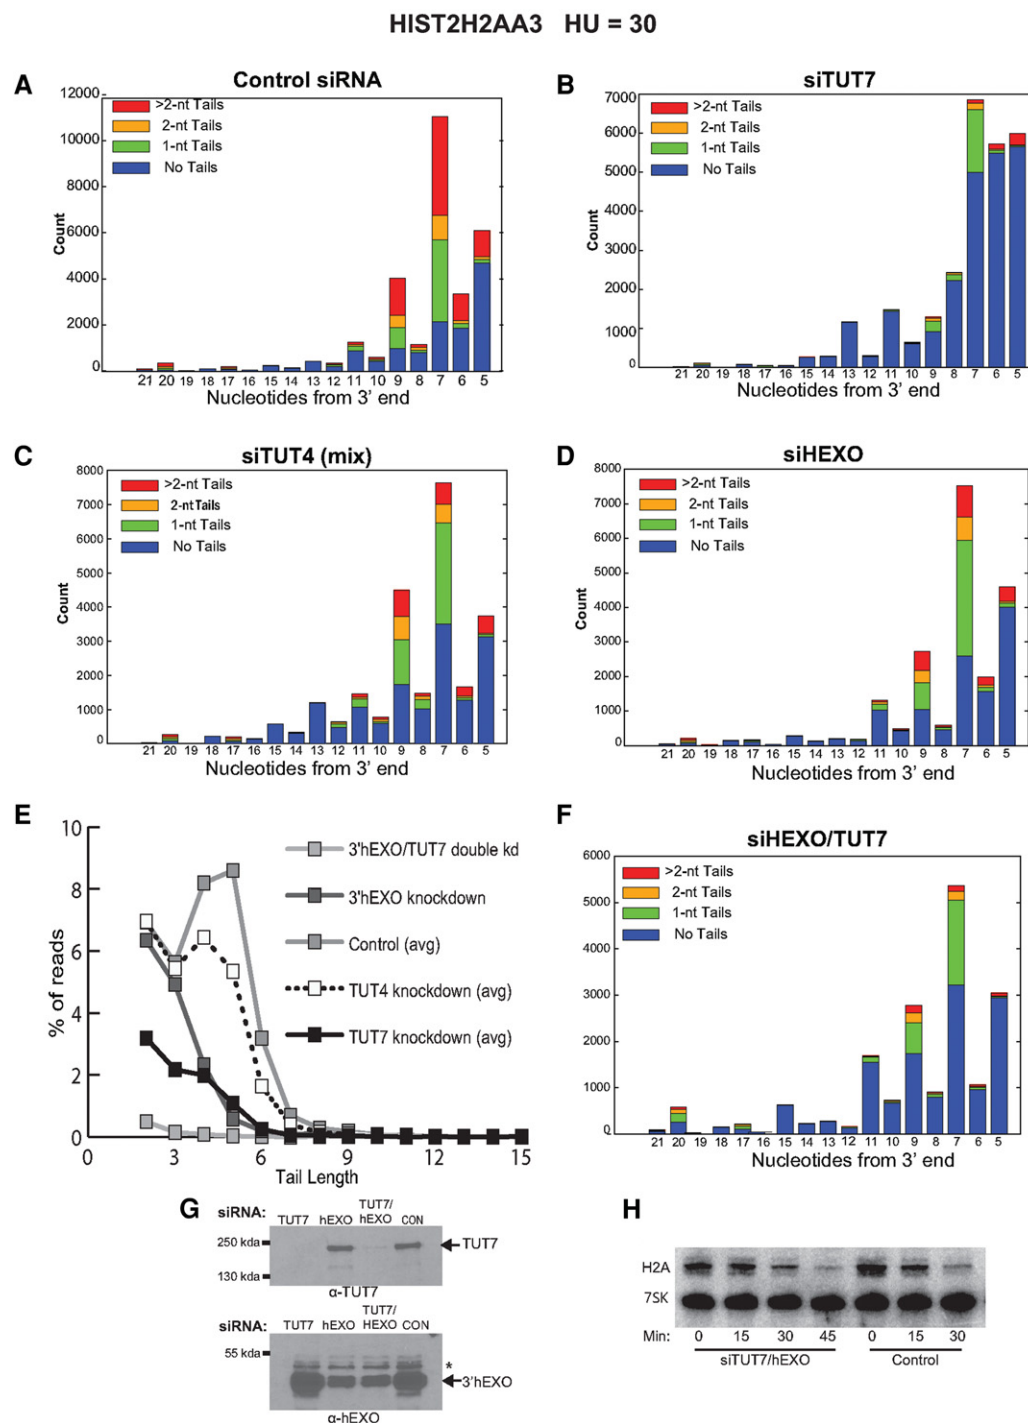 HIST2H2AA3 HU = 30
A
Control siRNA
12000
10000
8000
6000
4000
2000
0
Count
>2-nt Tails
2-nt Tails
1-nt Tails
No Tails
21 20 19 18 17 16 15 14 13 12 11 10 9 8 7 6 5
Nucleotides from 3' end
B
siTUT7
7000
6000
5000
4000
3000
2000
1000
0
Count
>2-nt Tails
2-nt Tails
1-nt Tails
No Tails
21 20 19 18 17 16 15 14 13 12 11 10 9 8 7 6 5
Nucleotides from 3' end
C
siTUT4 (mix)
8000
7000
6000
5000
4000
3000
2000
1000
0
Count
>2-nt Tails
2-nt Tails
1-nt Tails
No Tails
21 20 19 18 17 16 15 14 13 12 11 10 9 8 7 6 5
Nucleotides from 3' end
D
siHEXO
8000
7000
6000
5000
4000
3000
2000
1000
0
Count
>2-nt Tails
2-nt Tails
1-nt Tails
No Tails
21 20 19 18 17 16 15 14 13 12 11 10 9 8 7 6 5
Nucleotides from 3' end
E
10
8
6
4
2
0
% of reads
3'hEXO/TUT7 double kd
3'hEXO knockdown
Control (avg)
TUT4 knockdown (avg)
TUT7 knockdown (avg)
0 3 6 9 12 15
Tail Length
F
siHEXO/TUT7
6000
5000
4000
3000
2000
1000
0
>2-nt Tails
2-nt Tails
1-nt Tails
No Tails
21 20 19 18 17 16 15 14 13 12 11 10 9 8 7 6 5
Nucleotides from 3' end
G
siRNA: TUT7 hEXO TUT7/hEXO CON
250 kda
TUT7
130 kda
α-TUT7
siRNA: TUT7 hEXO TUT7/HEXO CON
55 kda
*
3'hEXO
α-hEXO
H
H2A
7SK
Min: 0 15 30 45 0 15 30
siTUT7/hEXO Control